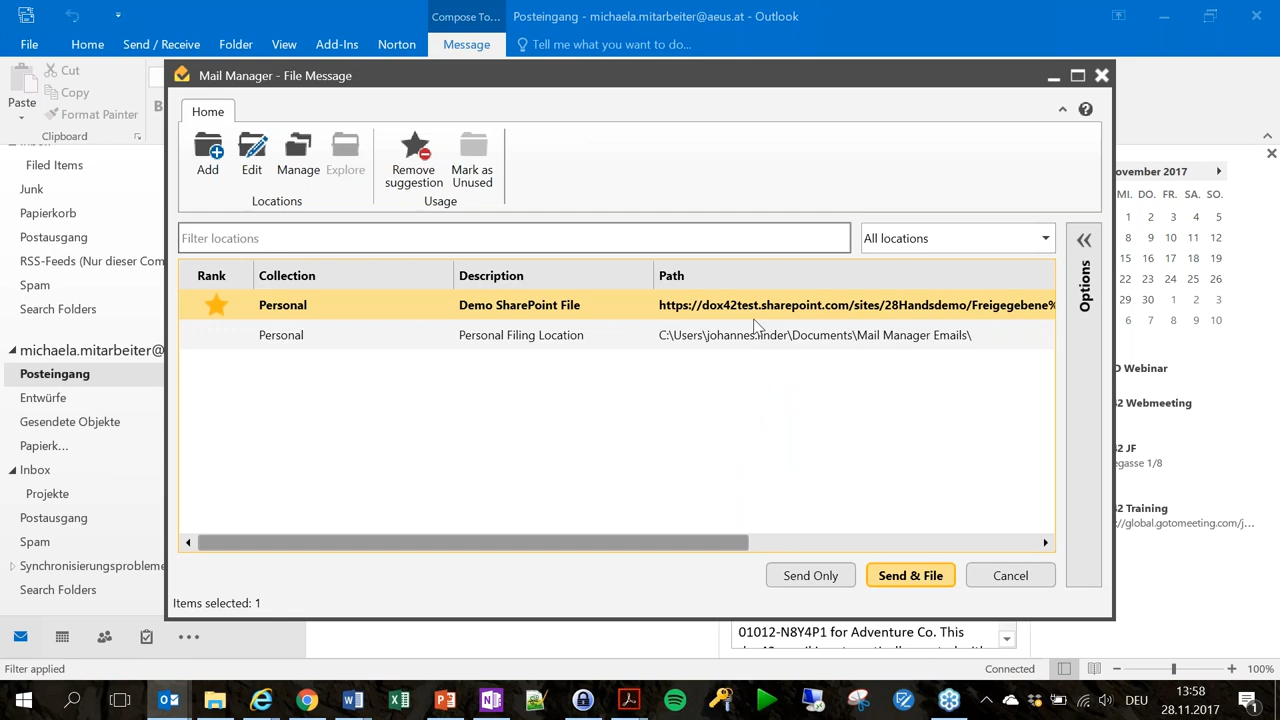 Compose To...
Posteingang - michaela.mitarbeiter@aeus.at - Outlook
File
Home
Send / Receive
Folder
View
Add-Ins
Norton
Message
Tell me what you want to do...
Paste
Cut
Copy
Format Painter
Clipboard
B
Mail Manager - File Message
Home
Add
Edit
Manage
Explore
Locations
Remove suggestion
Mark as Unused
Usage
Filter locations
All locations
Options
Rank
Collection
Description
Path
Personal
Demo SharePoint File
https://dox42test.sharepoint.com/sites/28Handsdemo/Freigegebene%
Personal
Personal Filing Location
C:\Users\johannes.linder\Documents\Mail Manager Emails\
Send Only
Send & File
Cancel
Items selected: 1
Filed Items
Junk
Papierkorb
Postausgang
RSS-Feeds (Nur dieser Com
Spam
Search Folders
michaela.mitarbeiter@
Posteingang
Entwürfe
Gesendete Objekte
Papierk...
Inbox
Projekte
Postausgang
Spam
Synchronisierungsprobleme
Search Folders
ovember 2017
MI. DO. FR. SA. SO.
1 2 3 4 5
8 9 10 11 12
15 16 17 18 19
22 23 24 25 26
29 30 1 2 3
6 7 8 9 10
D Webinar
2 Webmeeting
2 JF
egasse 1/8
2 Training
://global.gotomeeting.com/j...
01012-N8Y4P1 for Adventure Co. This
Filter applied
Connected
100%
DEU
13:58
28.11.2017
1